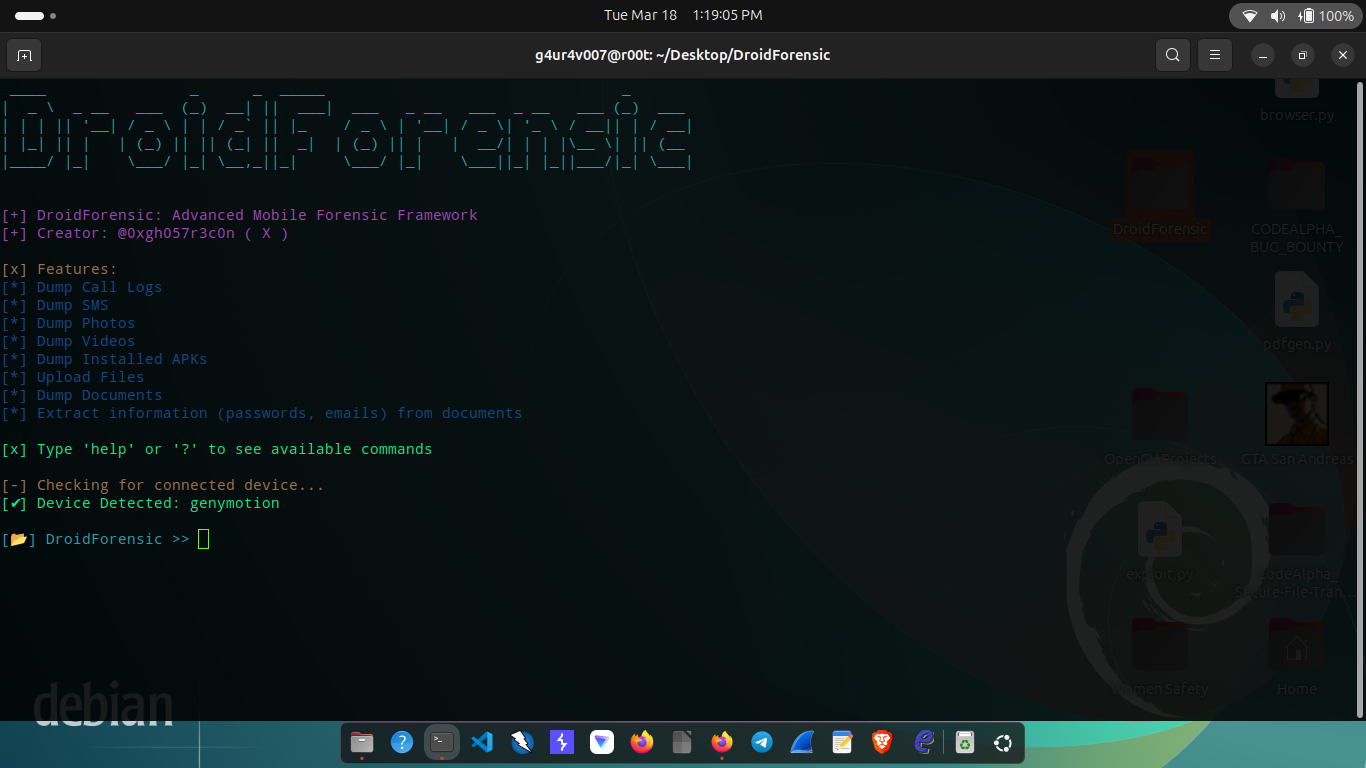 Tue Mar 18 1:19:05 PM
100%
g4ur4v007@r00t: ~/Desktop/DroidForensic
DroidForensic
[+] DroidForensic: Advanced Mobile Forensic Framework
[+] Creator: @0xgh057r3c0n ( X )
[x] Features:
[*] Dump Call Logs
[*] Dump SMS
[*] Dump Photos
[*] Dump Videos
[*] Dump Installed APKs
[*] Upload Files
[*] Dump Documents
[*] Extract information (passwords, emails) from documents
[x] Type 'help' or '?' to see available commands
[-] Checking for connected device...
[✔] Device Detected: genymotion
[📂] DroidForensic >>
browser.py
DroidForensic
CODEALPHA_
BUG_BOUNTY
pdfgen.py
OpenCV Projects
GTA San Andreas
exploit.py
CodeAlpha_
Secure-File-Tran...
Women Safety
Home
debian